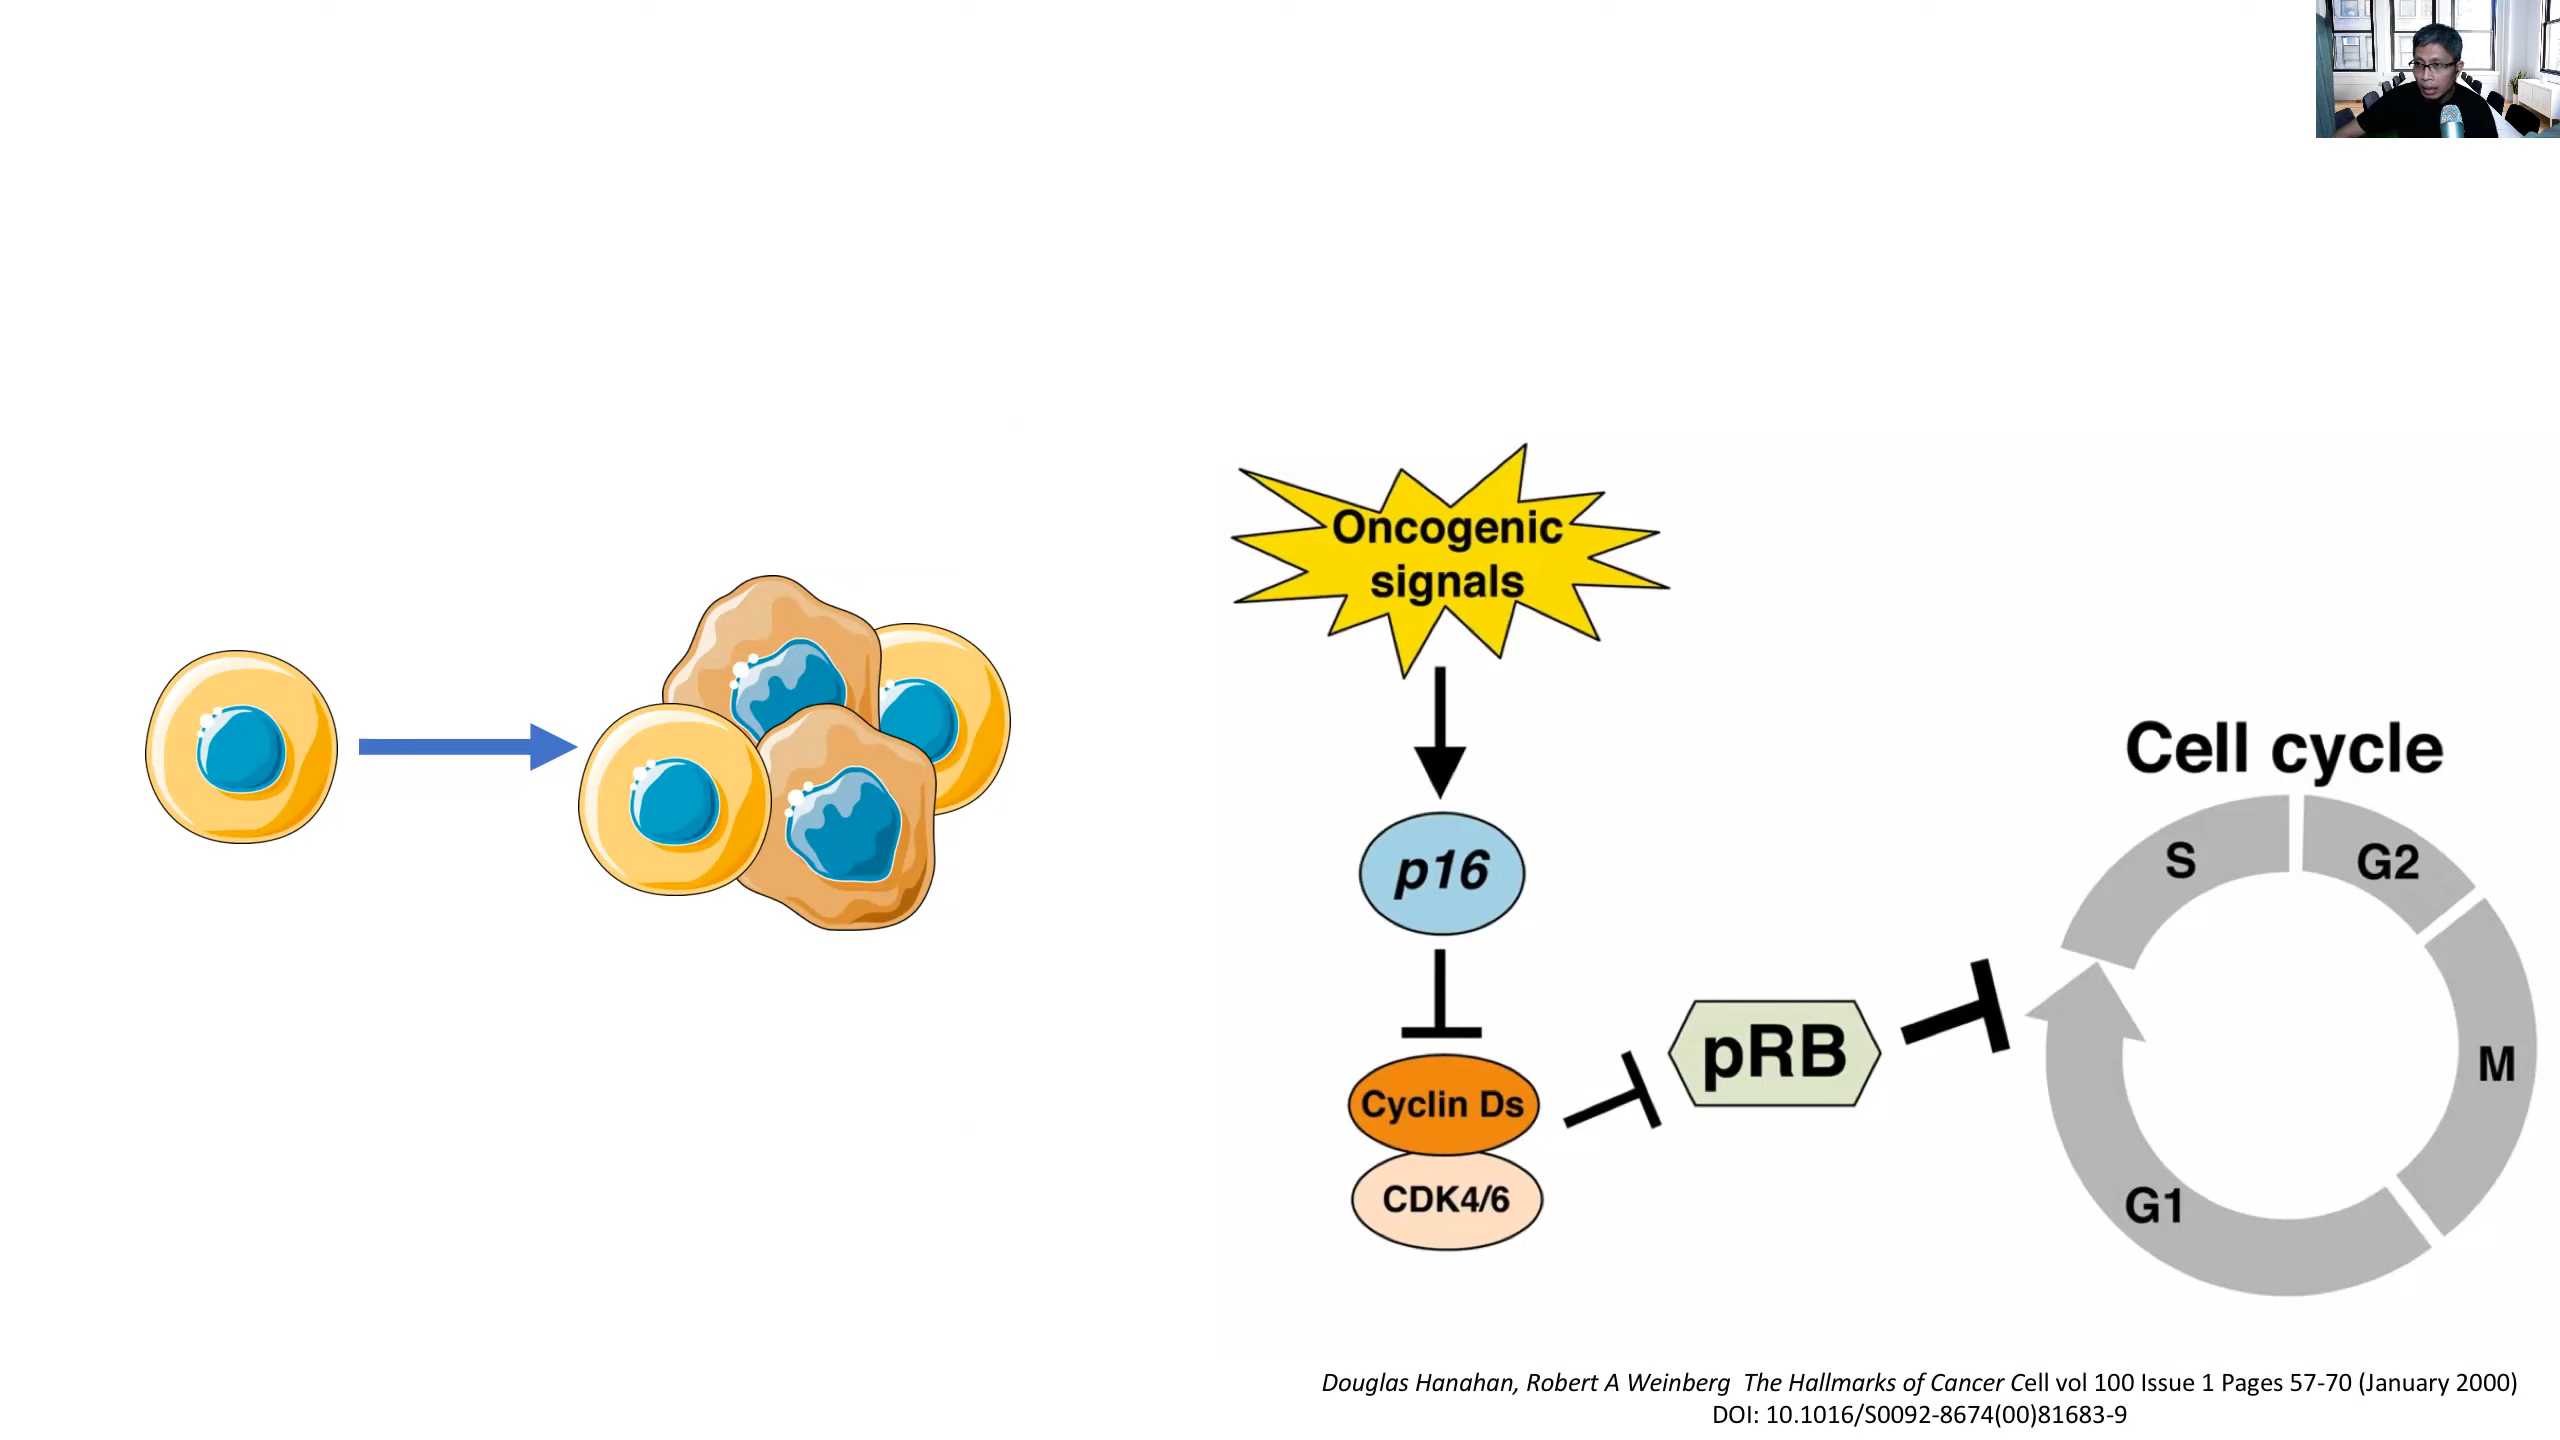 Oncogenic
signals
p16
Cyclin Ds
CDK4/6
pRB
Cell cycle
S
G2
M
G1
Douglas Hanahan, Robert A Weinberg  The Hallmarks of Cancer Cell vol 100 Issue 1 Pages 57-70 (January 2000)
DOI: 10.1016/S0092-8674(00)81683-9